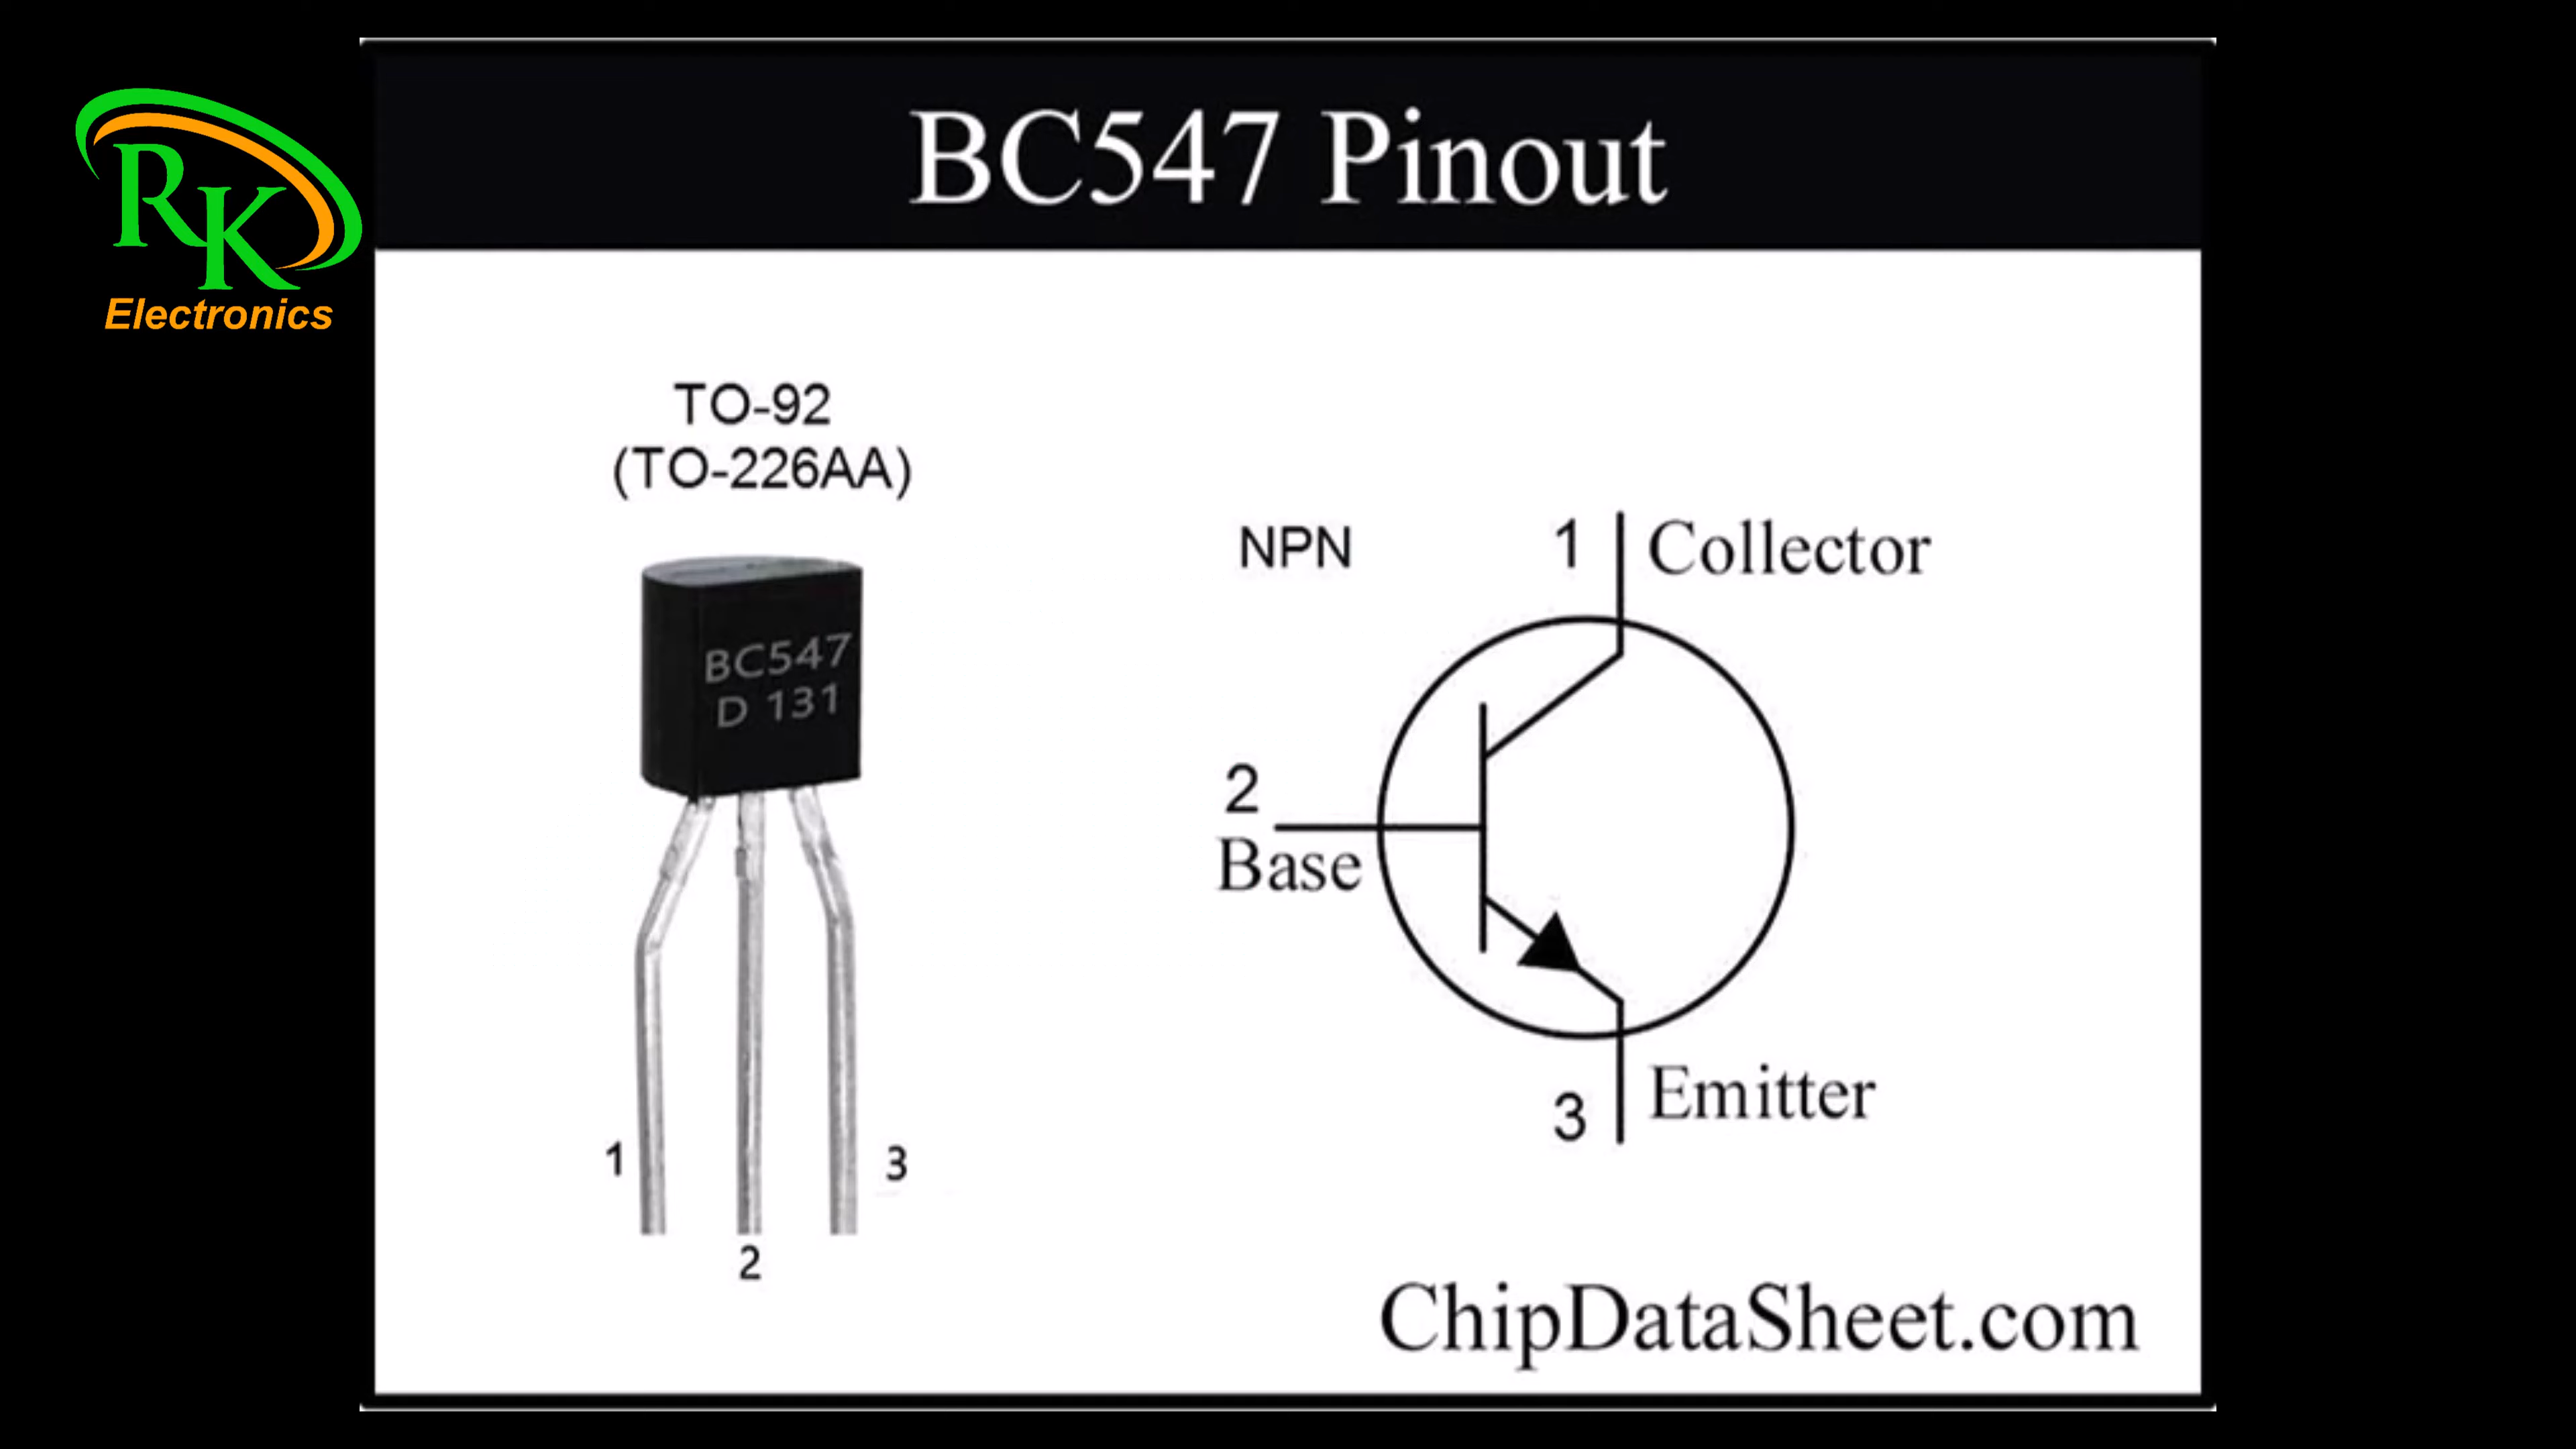 RK
Electronics
BC547 Pinout
TO-92
(TO-226AA)
BC547
D 131
1
2
3
NPN
1 Collector
2
Base
3 Emitter
ChipDataSheet.com